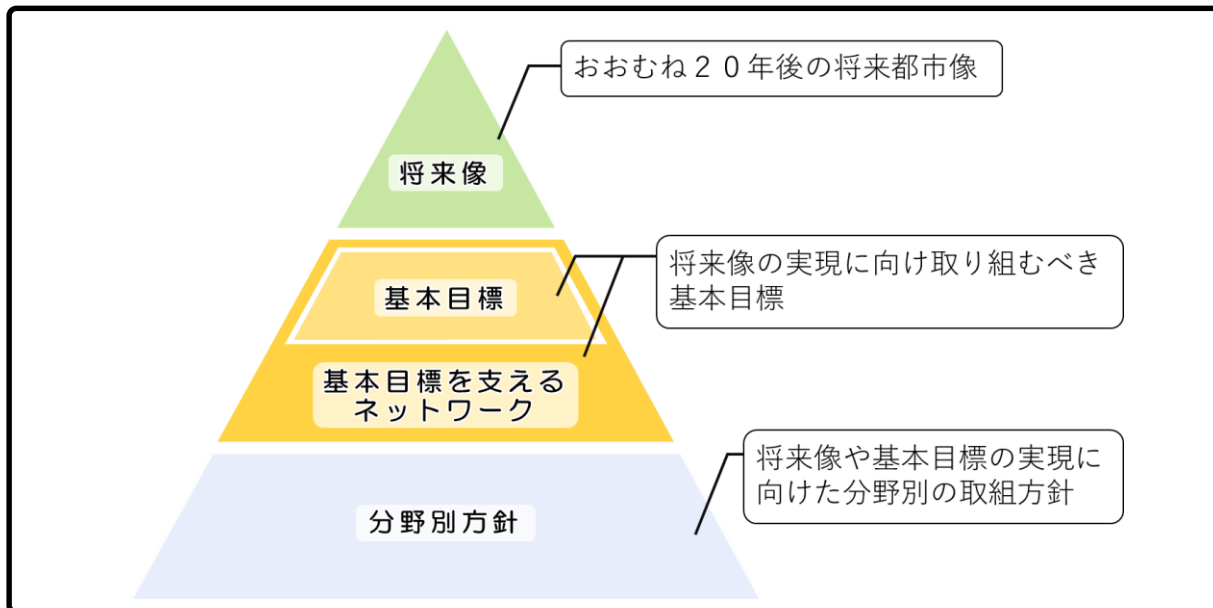 おおむね２０年後の将来都市像
将来像
将来像の実現に向け取り組むべき
基本目標
基本目標
基本目標を支える
ネットワーク
将来像や基本目標の実現に
向けた分野別の取組方針
分野別方針